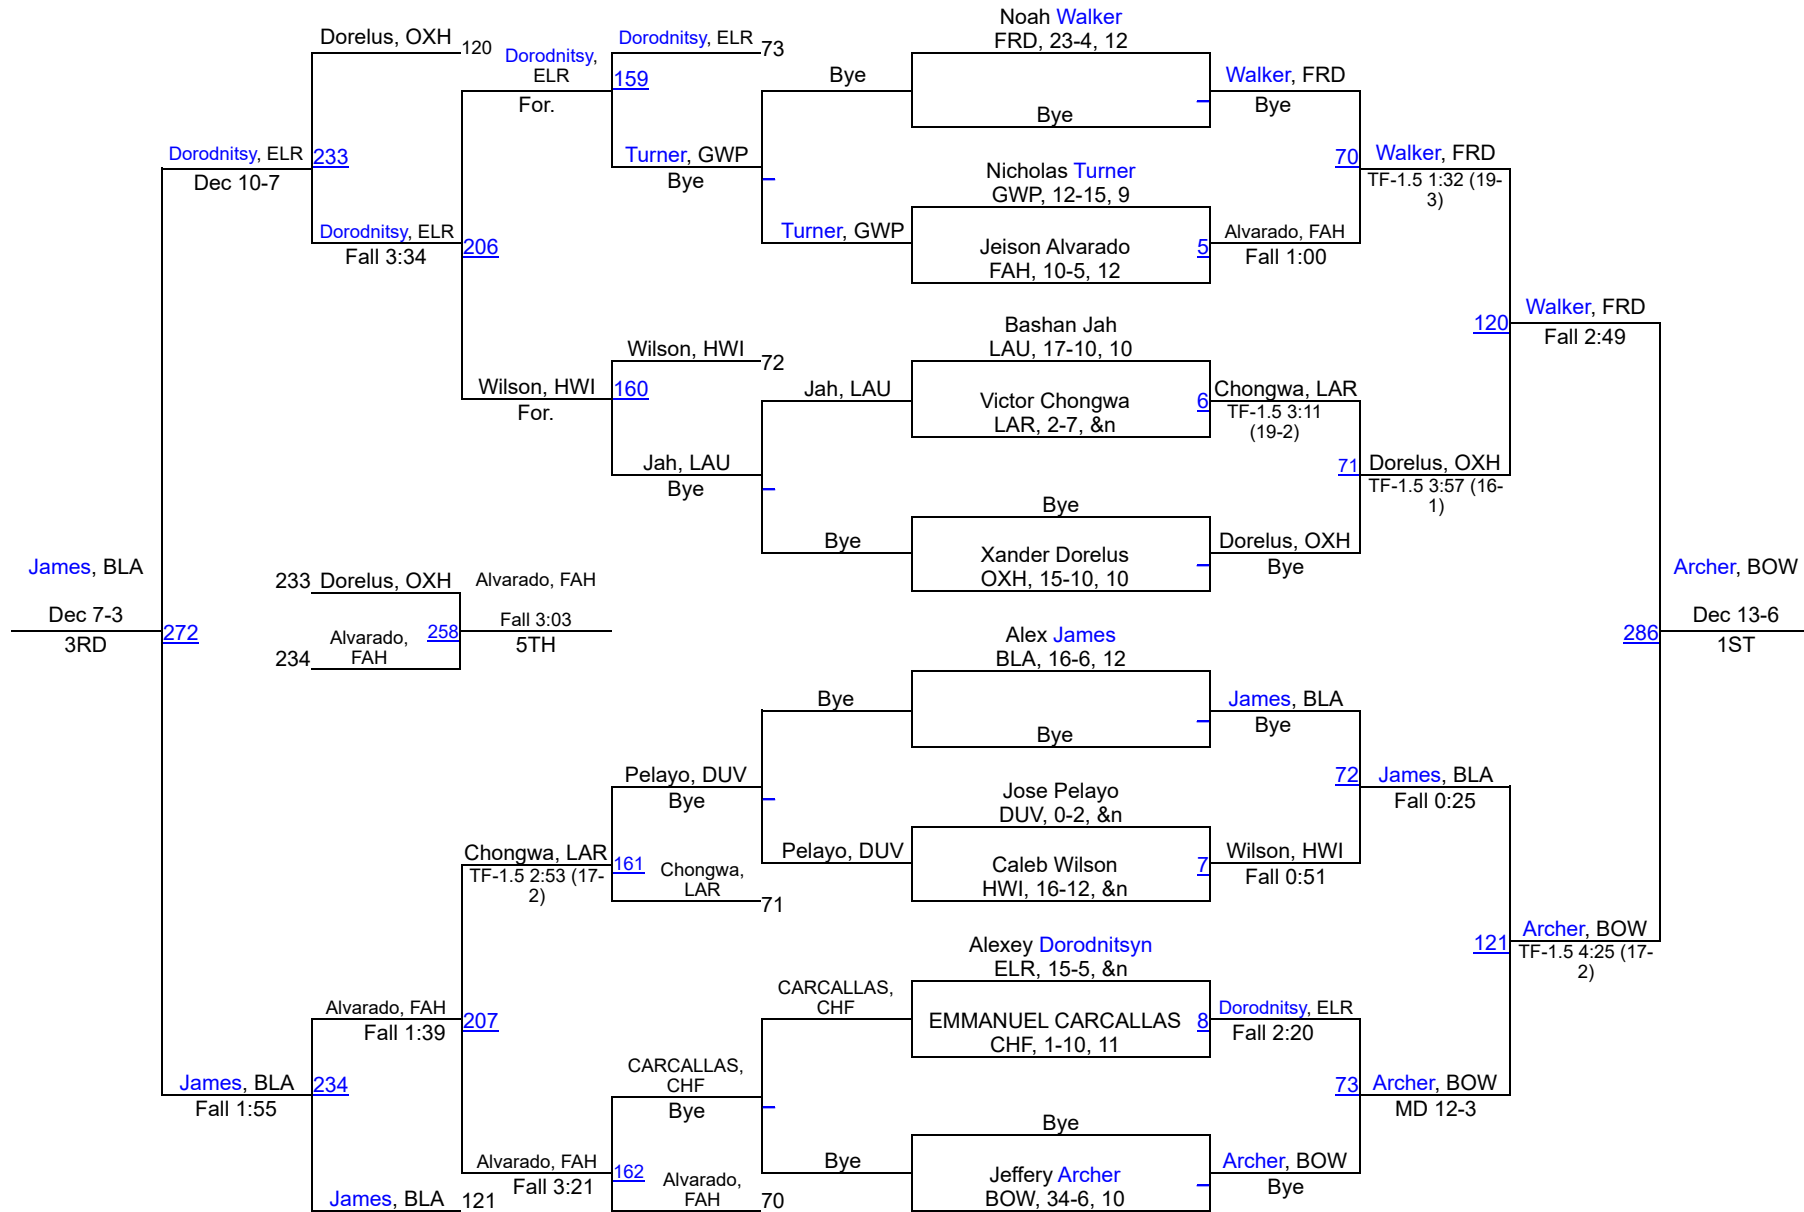 Noah Walker
FRD, 23-4, 12
Bye
Nicholas Turner
GWP, 12-15, 9
Jeison Alvarado
FAH, 10-5, 12
5
Bashan Jah
LAU, 17-10, 10
Victor Chongwa
LAR, 2-7, &n
6
Bye
Xander Dorelus
OXH, 15-10, 10
Alex James
BLA, 16-6, 12
Bye
Jose Pelayo
DUV, 0-2, &n
Caleb Wilson
HWI, 16-12, &n
7
Alexey Dorodnitsyn
ELR, 15-5, &n
EMMANUEL CARCALLAS
CHF, 1-10, 11
8
Bye
Jeffery Archer
BOW, 34-6, 10
Walker, FRD
Bye
Alvarado, FAH
Fall 1:00
Chongwa, LAR
TF-1.5 3:11
(19-2)
Dorelus, OXH
Bye
James, BLA
Bye
Wilson, HWI
Fall 0:51
Dorodnitsy, ELR
Fall 2:20
Archer, BOW
Bye
70
Walker, FRD
TF-1.5 1:32 (19-
3)
71
Dorelus, OXH
TF-1.5 3:57 (16-
1)
72
James, BLA
Fall 0:25
73
Archer, BOW
MD 12-3
120
Walker, FRD
Fall 2:49
121
Archer, BOW
TF-1.5 4:25 (17-
2)
286
Archer, BOW
Dec 13-6
1ST
Bye
Turner, GWP
Jah, LAU
Bye
Bye
Pelayo, DUV
CARCALLAS,
CHF
Bye
Dorodnitsy, ELR
73
Turner, GWP
Bye
Wilson, HWI
72
Jah, LAU
Bye
Pelayo, DUV
Bye
Chongwa,
LAR
71
CARCALLAS,
CHF
Bye
Alvarado,
FAH
70
Dorodnitsy,
ELR
For.
159
Wilson, HWI
For.
160
Chongwa, LAR
TF-1.5 2:53 (17-
2)
161
Alvarado, FAH
Fall 3:21
162
Dorelus, OXH
120
Dorodnitsy, ELR
Fall 3:34
206
Alvarado, FAH
Fall 1:39
207
James, BLA
121
Dorodnitsy, ELR
Dec 10-7
233
James, BLA
Fall 1:55
234
James, BLA
Dec 7-3
3RD
272
233
Dorelus, OXH
234
Alvarado,
FAH
258
Alvarado, FAH
Fall 3:03
5TH